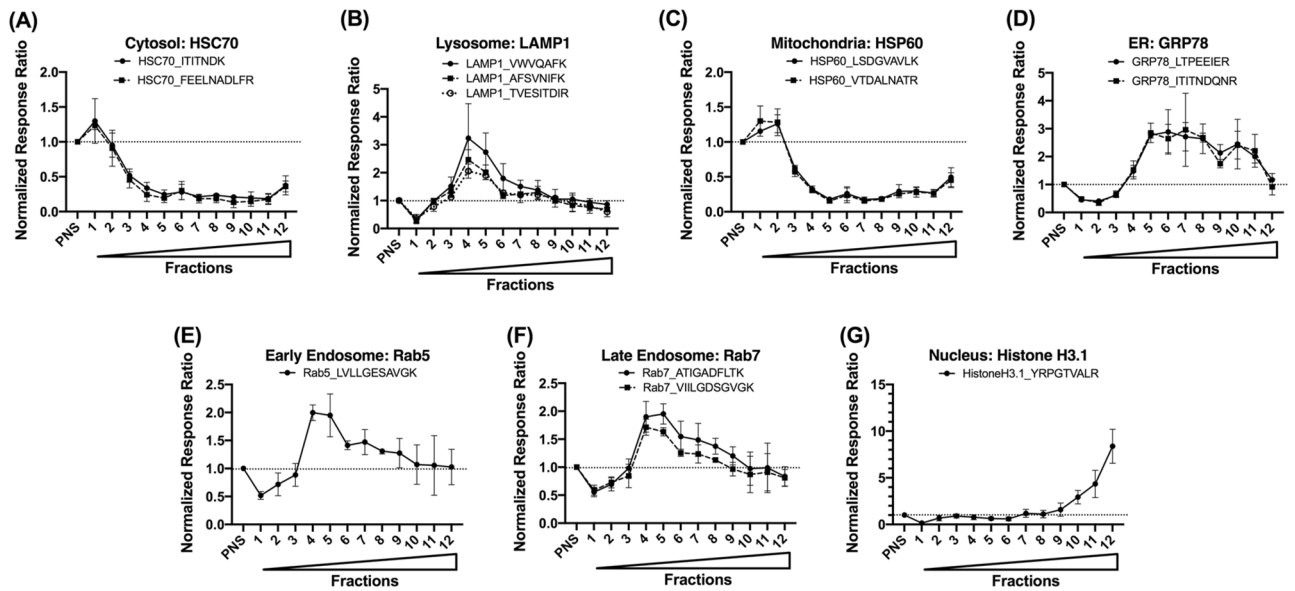 (A)
Cytosol: HSC70
HSC70_ITITNDK
HSC70_FEELNADLFR
Normalized Response Ratio
2.0
1.5
1.0
0.5
0.0
PNS 1 2 3 4 5 6 7 8 9 10 11 12
Fractions
(B)
Lysosome: LAMP1
LAMP1_VWVQAFK
LAMP1_AFSVNIFK
LAMP1_TVESITDIR
Normalized Response Ratio
5
4
3
2
1
0
PNS 1 2 3 4 5 6 7 8 9 10 11 12
Fractions
(C)
Mitochondria: HSP60
HSP60_LSDGVAVLK
HSP60_VTDALNATR
Normalized Response Ratio
2.0
1.5
1.0
0.5
0.0
PNS 1 2 3 4 5 6 7 8 9 10 11 12
Fractions
(D)
ER: GRP78
GRP78_LTPEEIER
GRP78_ITITNDQNR
Normalized Response Ratio
5
4
3
2
1
0
PNS 1 2 3 4 5 6 7 8 9 10 11 12
Fractions
(E)
Early Endosome: Rab5
Rab5_LVLLGESAVGK
Normalized Response Ratio
2.5
2.0
1.5
1.0
0.5
0.0
PNS 1 2 3 4 5 6 7 8 9 10 11 12
Fractions
(F)
Late Endosome: Rab7
Rab7_ATIGADFLTK
Rab7_VIILGDSGVGK
Normalized Response Ratio
2.5
2.0
1.5
1.0
0.5
0.0
PNS 1 2 3 4 5 6 7 8 9 10 11 12
Fractions
(G)
Nucleus: Histone H3.1
HistoneH3.1_YRPGTVALR
Normalized Response Ratio
15
10
5
0
PNS 1 2 3 4 5 6 7 8 9 10 11 12
Fractions